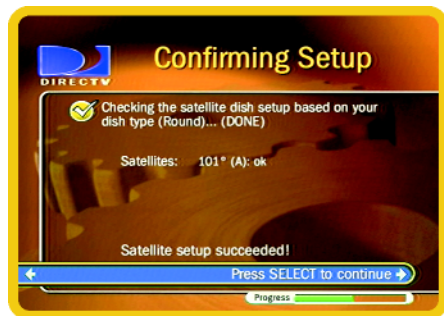 Confirming Setup
DIRECTV
Checking the satellite dish setup based on your
dish type (Round)... (DONE)
Satellites: 101° (A): ok
Satellite setup succeeded!
Press SELECT to continue
Progress